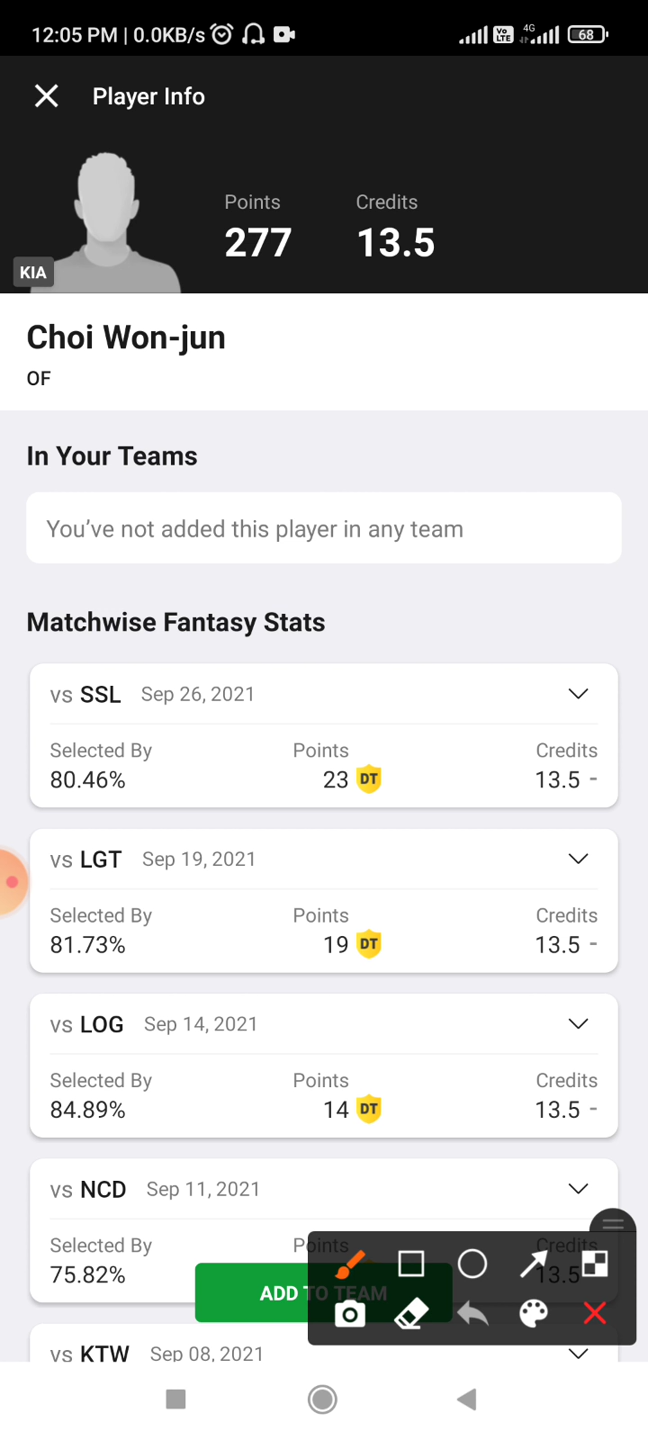 12:05 PM | 0.0KB/s Vo LTE 4G 68
Player Info
Points Credits
277 13.5
KIA
Choi Won-jun
OF
In Your Teams
You’ve not added this player in any team
Matchwise Fantasy Stats
vs SSL Sep 26, 2021
Selected By Points Credits
80.46% 23 DT 13.5 -
vs LGT Sep 19, 2021
Selected By Points Credits
81.73% 19 DT 13.5 -
vs LOG Sep 14, 2021
Selected By Points Credits
84.89% 14 DT 13.5 -
vs NCD Sep 11, 2021
Selected By Points Credits
75.82% 13.5
ADD TO TEAM
vs KTW Sep 08, 2021